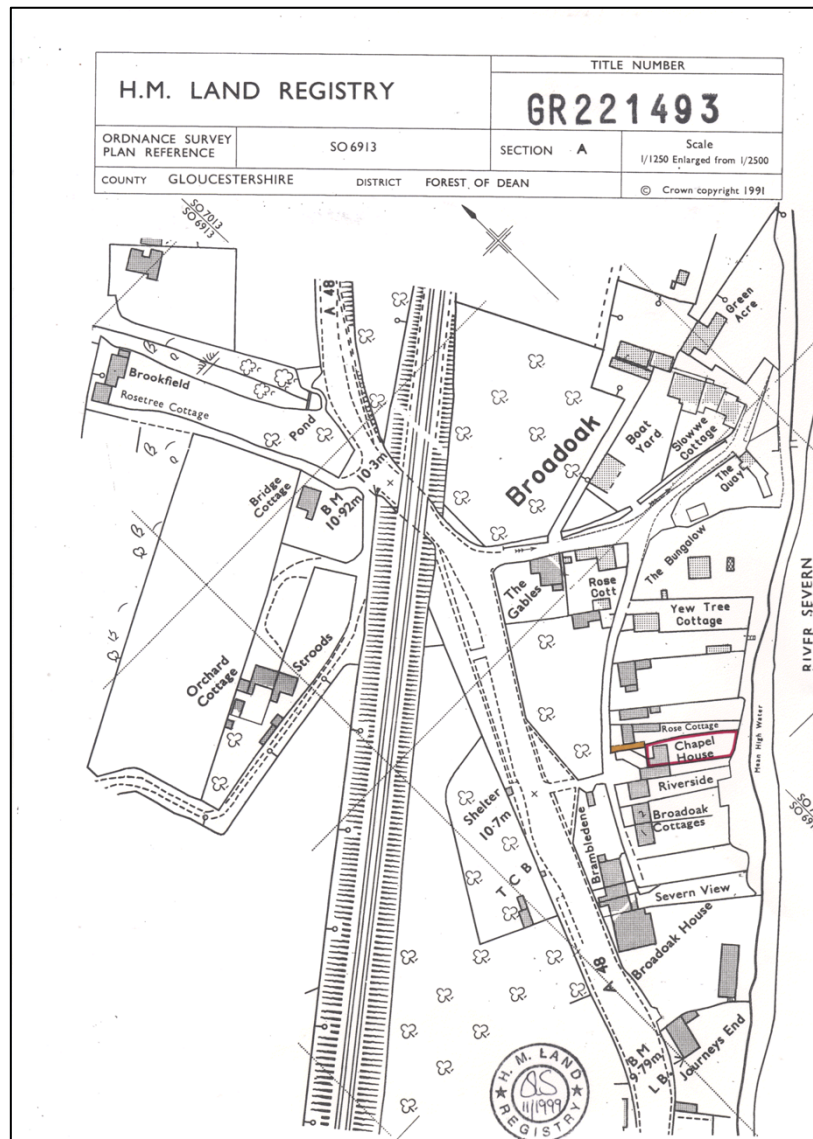 H.M. LAND REGISTRY
TITLE NUMBER
GR221493
ORDNANCE SURVEY
PLAN REFERENCE
SO 6913
SECTION A
Scale
1/1250 Enlarged from 1/2500
COUNTY GLOUCESTERSHIRE
DISTRICT FOREST OF DEAN
© Crown copyright 1991
SO 7013
SO 6913
A 48
Green
Acre
Brookfield
Rosetree Cottage
Pond
Broadoak
Boat
Yard
Slowwe
Cottage
The
Quay
10·3m
Bridge
Cottage
B M
10·92m
The Bungalow
The
Gables
Rose
Cott
Yew Tree
Cottage
RIVER SEVERN
Orchard
Cottage
Stroods
Rose Cottage
Chapel
House
Mean High Water
Riverside
Shelter
10·7m
2
Broadoak
1
Cottages
Brambledene
T C B
Severn View
Broadoak House
A 48
B M
9·79m
L B
Journeys End
H. M. LAND
REGISTRY
11/1999